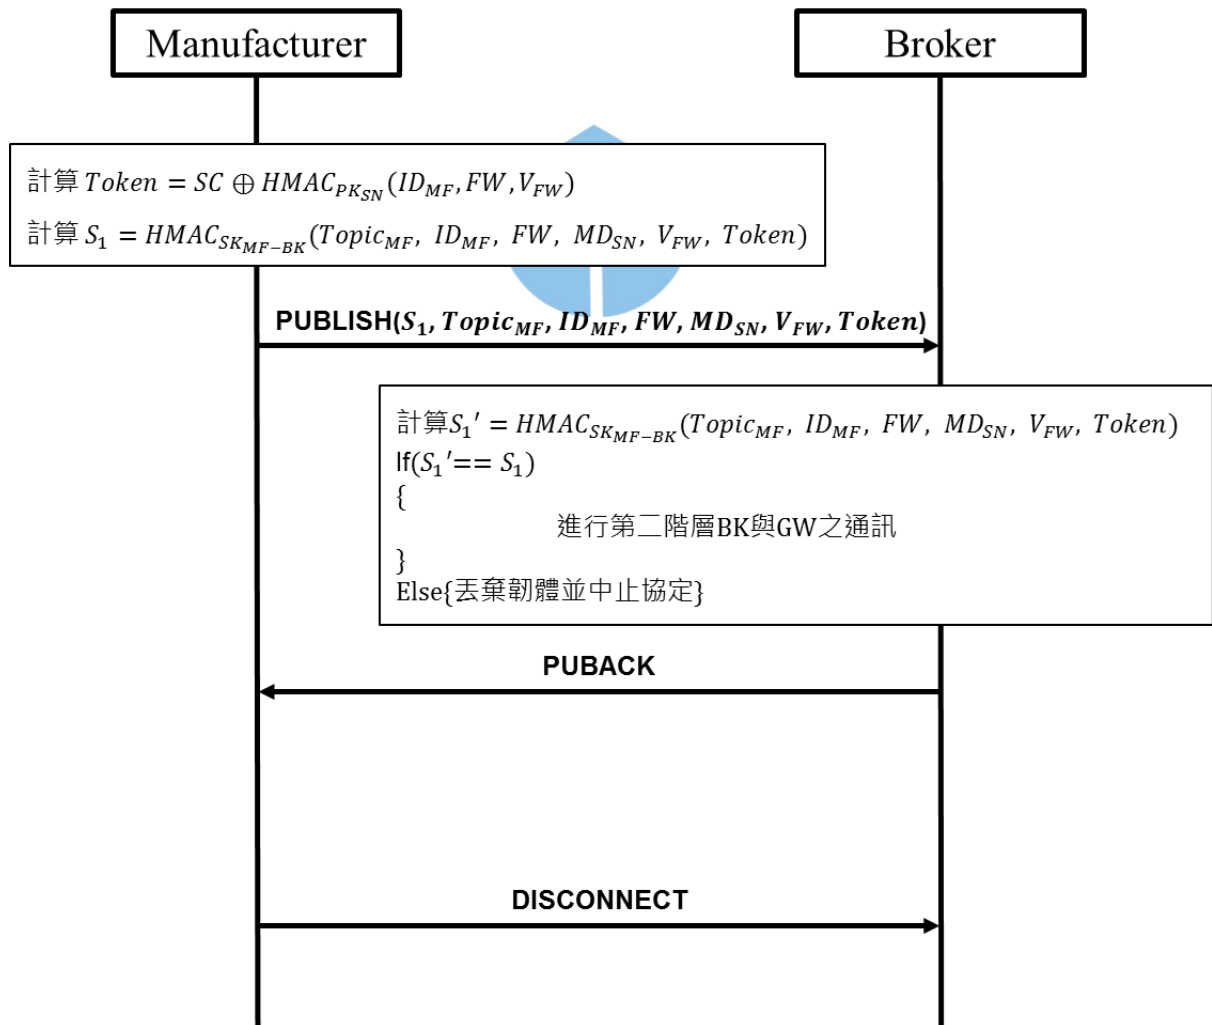 Manufacturer
Broker
計算 Token = SC ⊕ HMAC_{PK_{SN}}(ID_{MF}, FW, V_{FW})
計算 S_1 = HMAC_{SK_{MF-BK}}(Topic_{MF}, ID_{MF}, FW, MD_{SN}, V_{FW}, Token)
PUBLISH(S_1, Topic_{MF}, ID_{MF}, FW, MD_{SN}, V_{FW}, Token)
計算S_1' = HMAC_{SK_{MF-BK}}(Topic_{MF}, ID_{MF}, FW, MD_{SN}, V_{FW}, Token)
If(S_1'== S_1)
{
進行第二階層BK與GW之通訊
}
Else{丟棄韌體並中止協定}
PUBACK
DISCONNECT